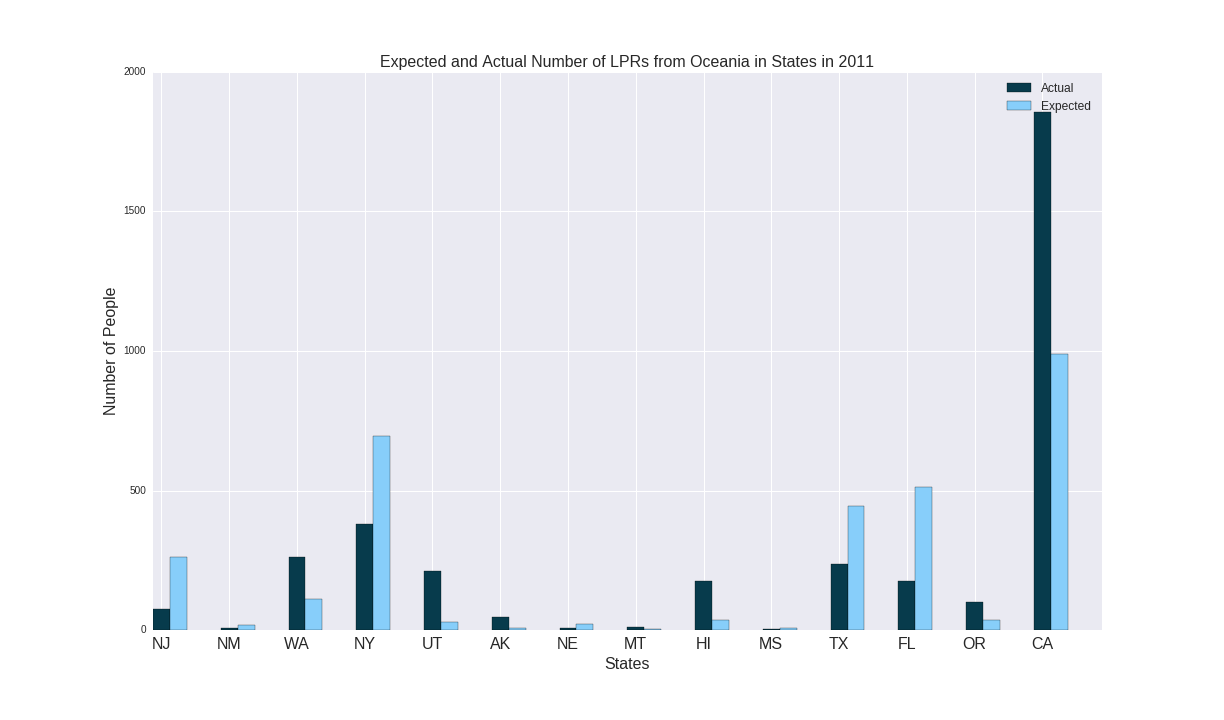 Expected and Actual Number of LPRs from Oceania in States in 2011
Actual
Expected
2000
1500
1000
500
0
Number of People
NJ NM WA NY UT AK NE MT HI MS TX FL OR CA
States